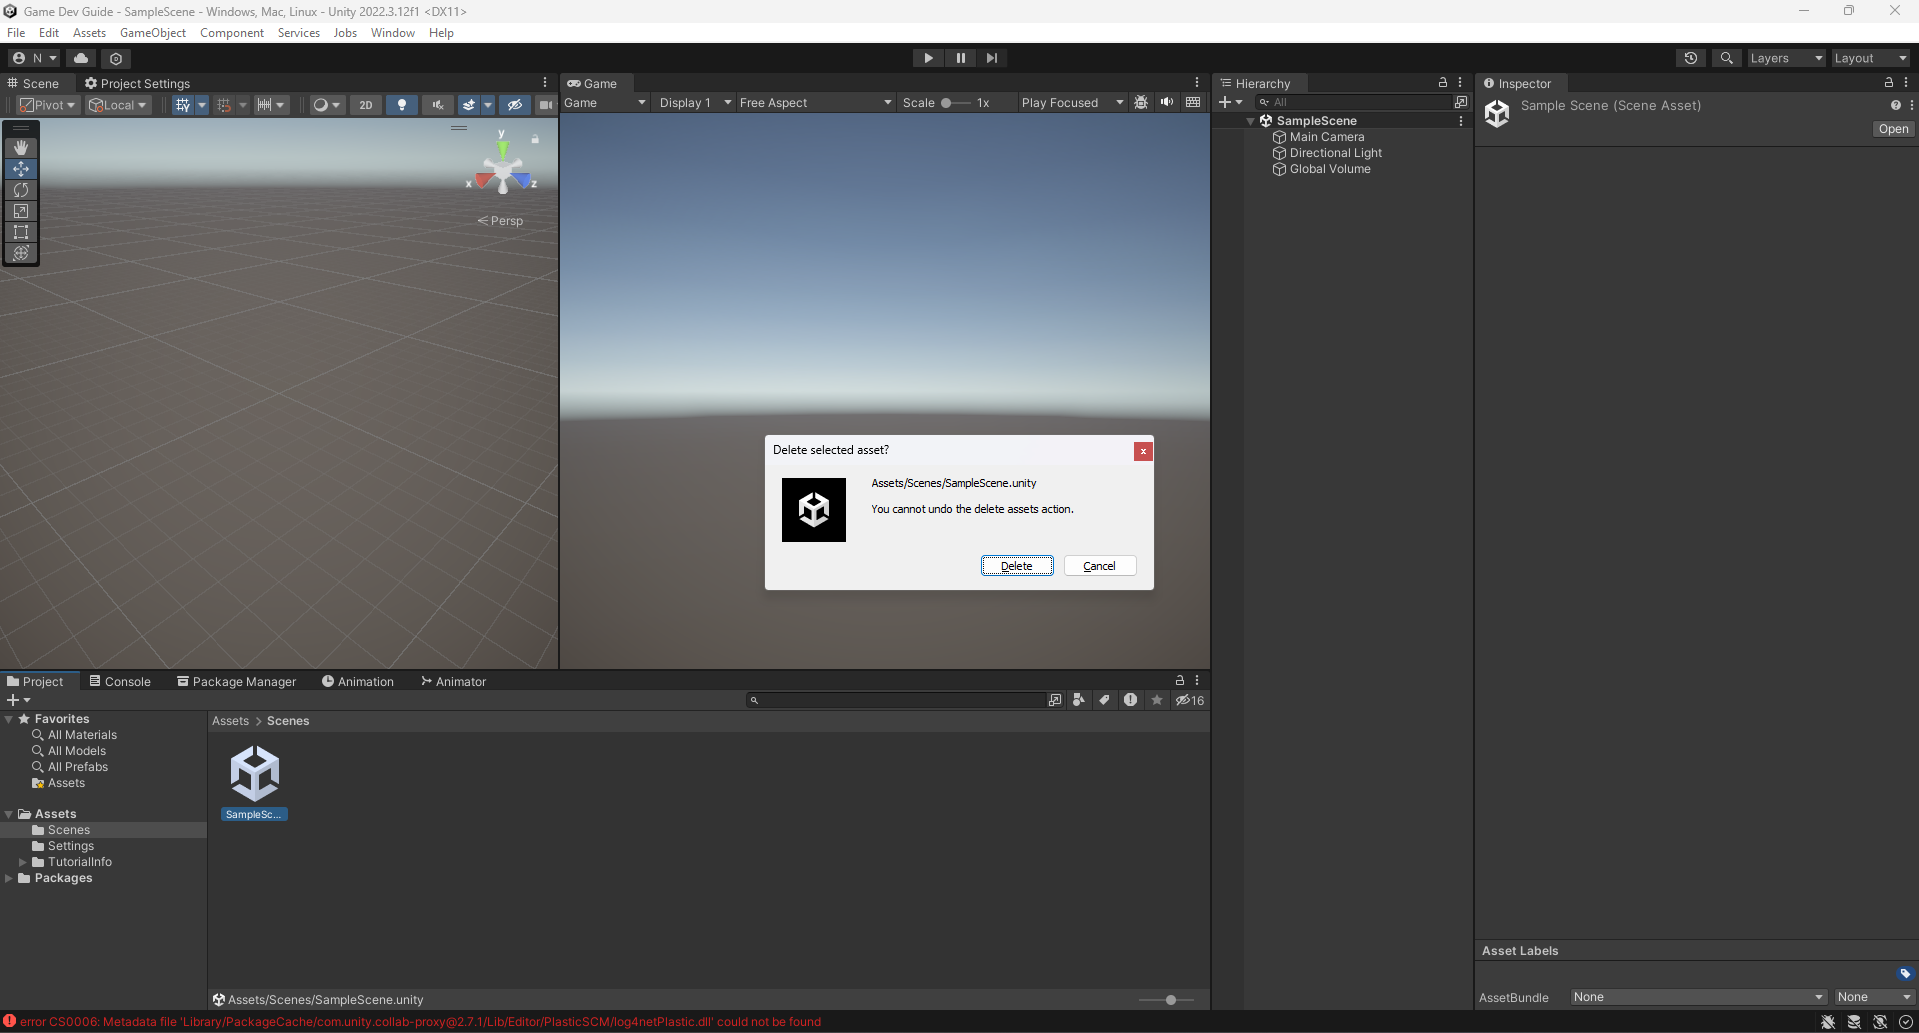 Game Dev Guide - SampleScene - Windows, Mac, Linux - Unity 2022.3.12f1 <DX11>
File Edit Assets GameObject Component Services Jobs Window Help
N
Layers Layout
Scene Project Settings
Pivot Local 2D
y
x z
Persp
Game
Game Display 1 Free Aspect Scale 1x Play Focused
Hierarchy
All
SampleScene
Main Camera
Directional Light
Global Volume
Inspector
Sample Scene (Scene Asset)
Open
Delete selected asset?
x
Assets/Scenes/SampleScene.unity
You cannot undo the delete assets action.
Delete Cancel
Project Console Package Manager Animation Animator
16
Favorites
All Materials
All Models
All Prefabs
Assets
Assets
Scenes
Settings
TutorialInfo
Packages
Assets > Scenes
SampleSc...
Assets/Scenes/SampleScene.unity
Asset Labels
AssetBundle None None
error CS0006: Metadata file 'Library/PackageCache/com.unity.collab-proxy@2.7.1/Lib/Editor/PlasticSCM/log4netPlastic.dll' could not be found